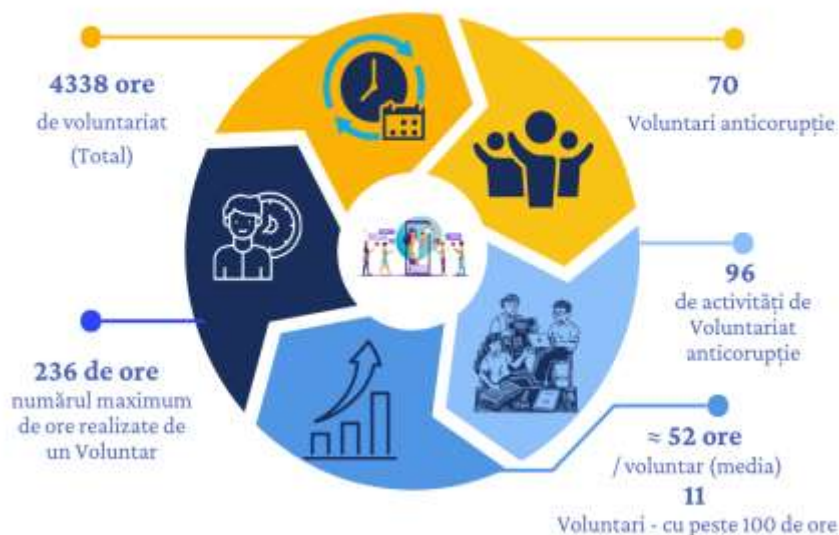 4338 ore
de voluntariat
(Total)
70
Voluntari anticorupție
96
de activități de
Voluntariat
anticorupție
236 de ore
numărul maximum
de ore realizate de
un Voluntar
≈ 52 ore
/ voluntar (media)
11
Voluntari - cu peste 100 de ore